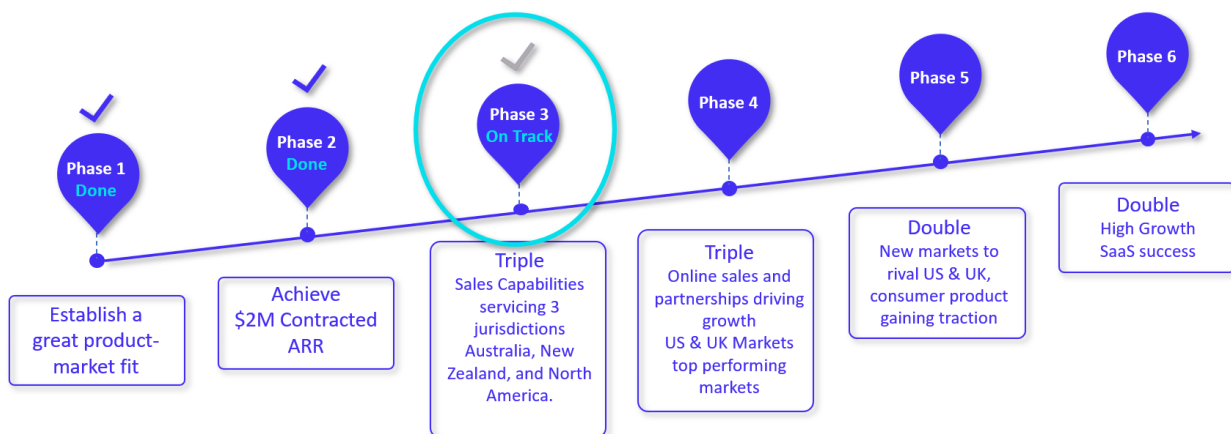 Phase 1
Done
Phase 2
Done
Phase 3
On Track
Phase 4
Phase 5
Phase 6
Establish a
great product-
market fit
Achieve
$2M Contracted
ARR
Triple
Sales Capabilities
servicing 3
jurisdictions
Australia, New
Zealand, and North
America.
Triple
Online sales and
partnerships driving
growth
US & UK Markets
top performing
markets
Double
New markets to
rival US & UK,
consumer product
gaining traction
Double
High Growth
SaaS success